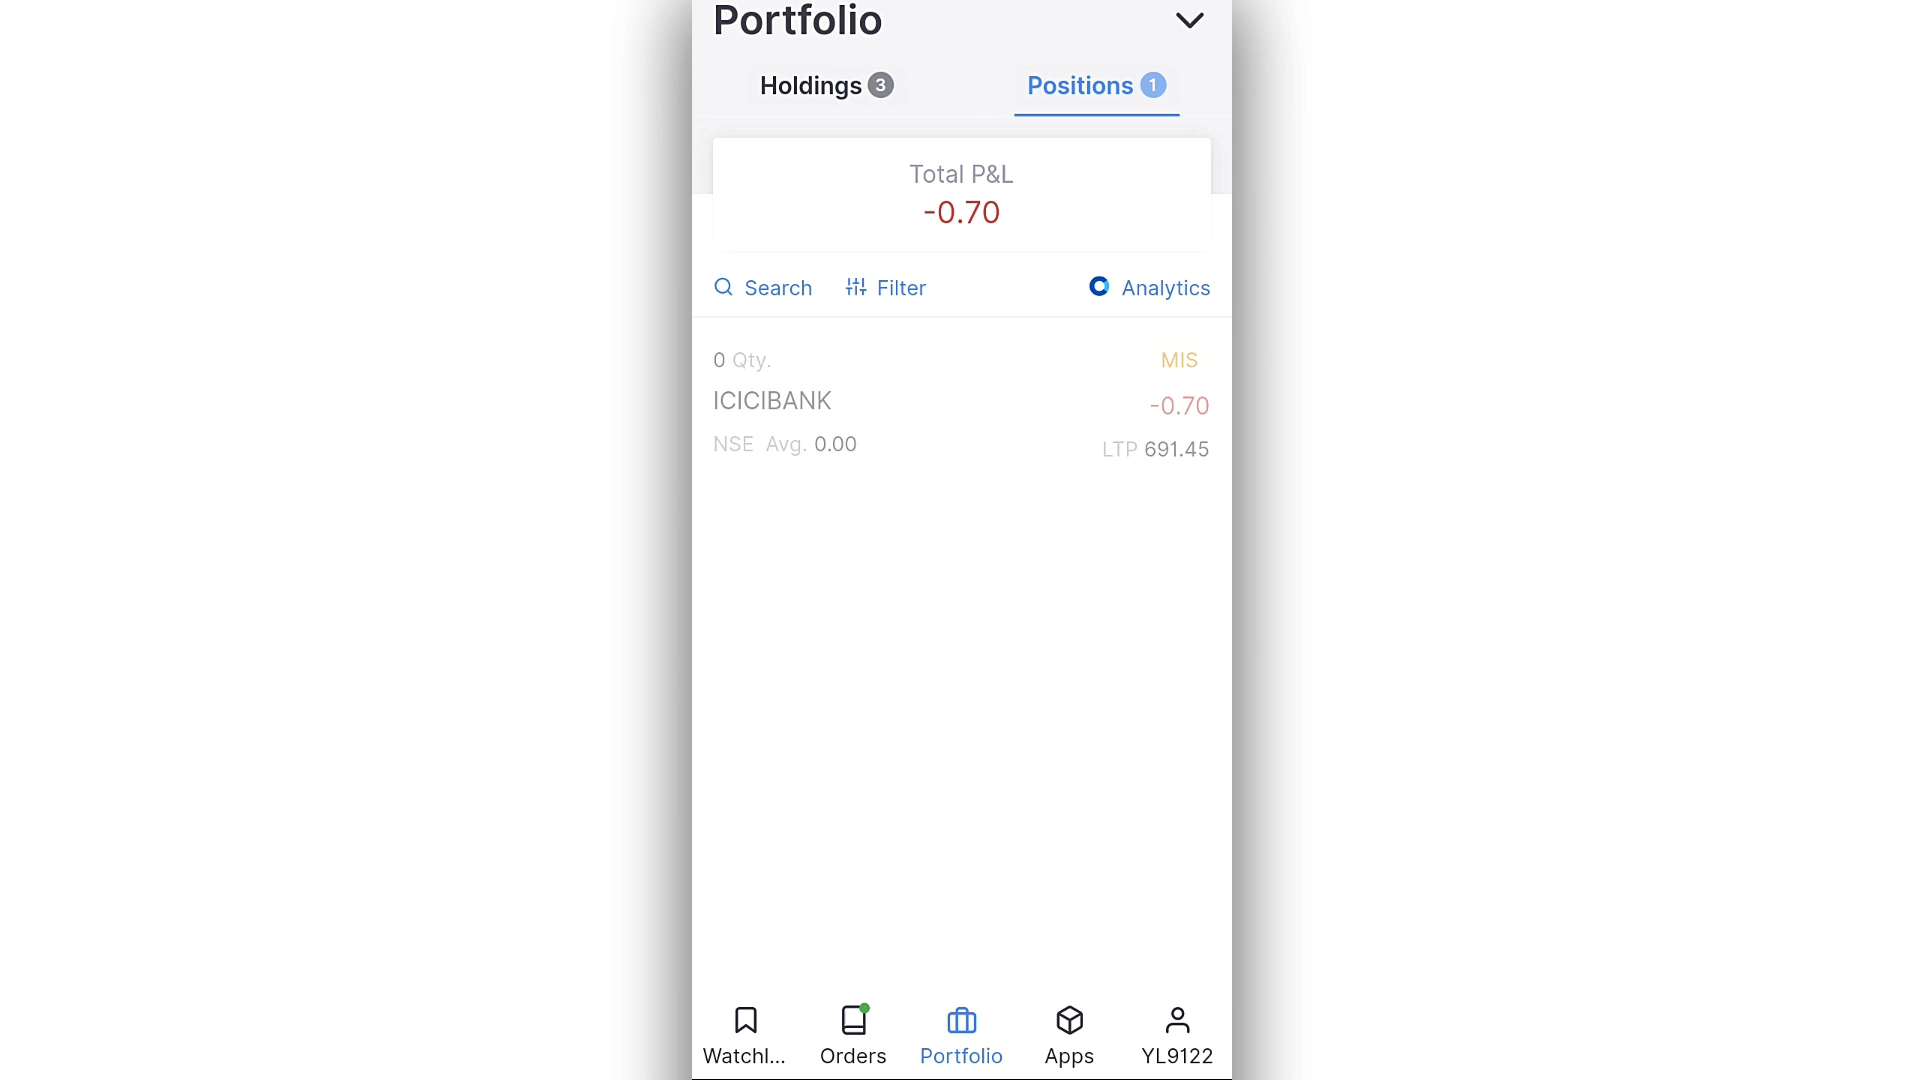 Portfolio
Holdings 3
Positions 1
Total P&L
-0.70
Search Filter Analytics
0 Qty. MIS
ICICIBANK -0.70
NSE Avg. 0.00 LTP 691.45
Watchl... Orders Portfolio Apps YL9122